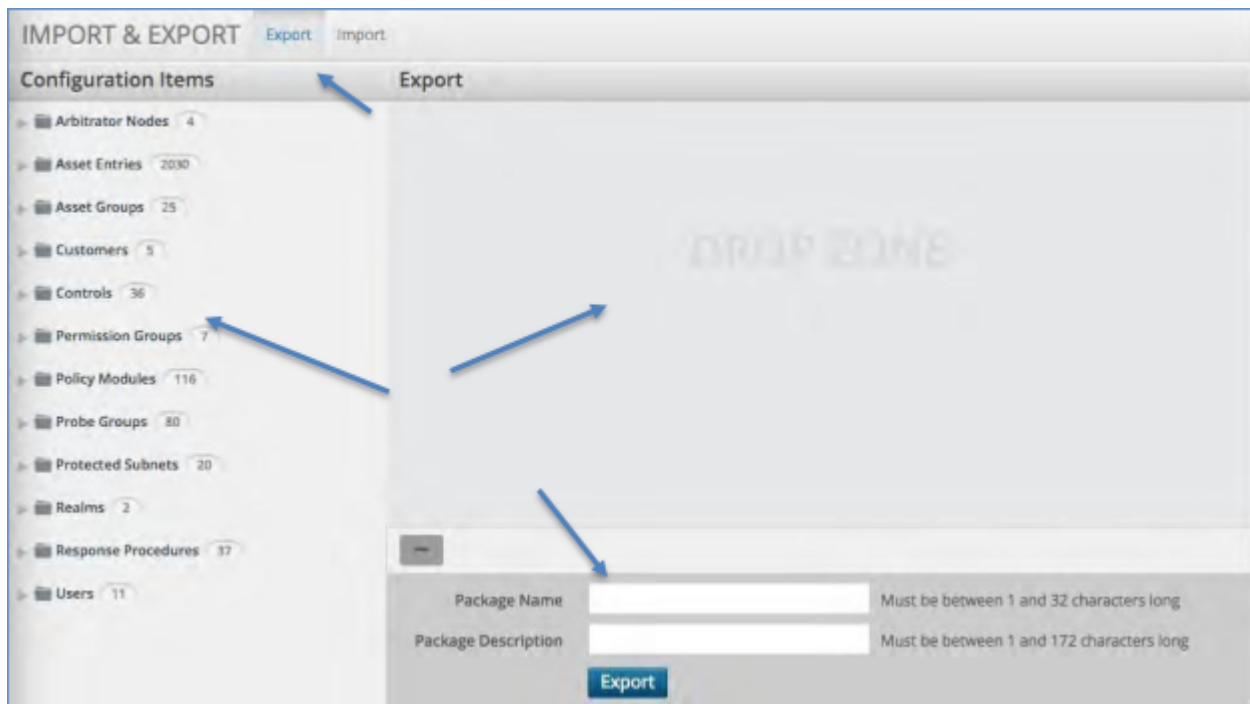 IMPORT & EXPORT Export Import
Configuration Items
Export
Arbitrator Nodes 4
Asset Entries 2030
Asset Groups 25
Customers 5
Controls 36
Permission Groups 7
Policy Modules 116
Probe Groups 80
Protected Subnets 20
Realms 2
Response Procedures 37
Users 11
DROP ZONE
Package Name Must be between 1 and 32 characters long
Package Description Must be between 1 and 172 characters long
Export